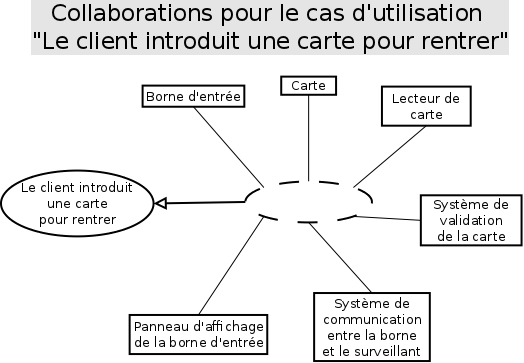 Collaborations pour le cas d'utilisation
"Le client introduit une carte pour rentrer"
Borne d'entrée
Carte
Lecteur de
carte
Le client introduit
une carte
pour rentrer
Système de
validation
de la carte
Panneau d'affichage
de la borne d'entrée
Système de
communication
entre la borne
et le surveillant